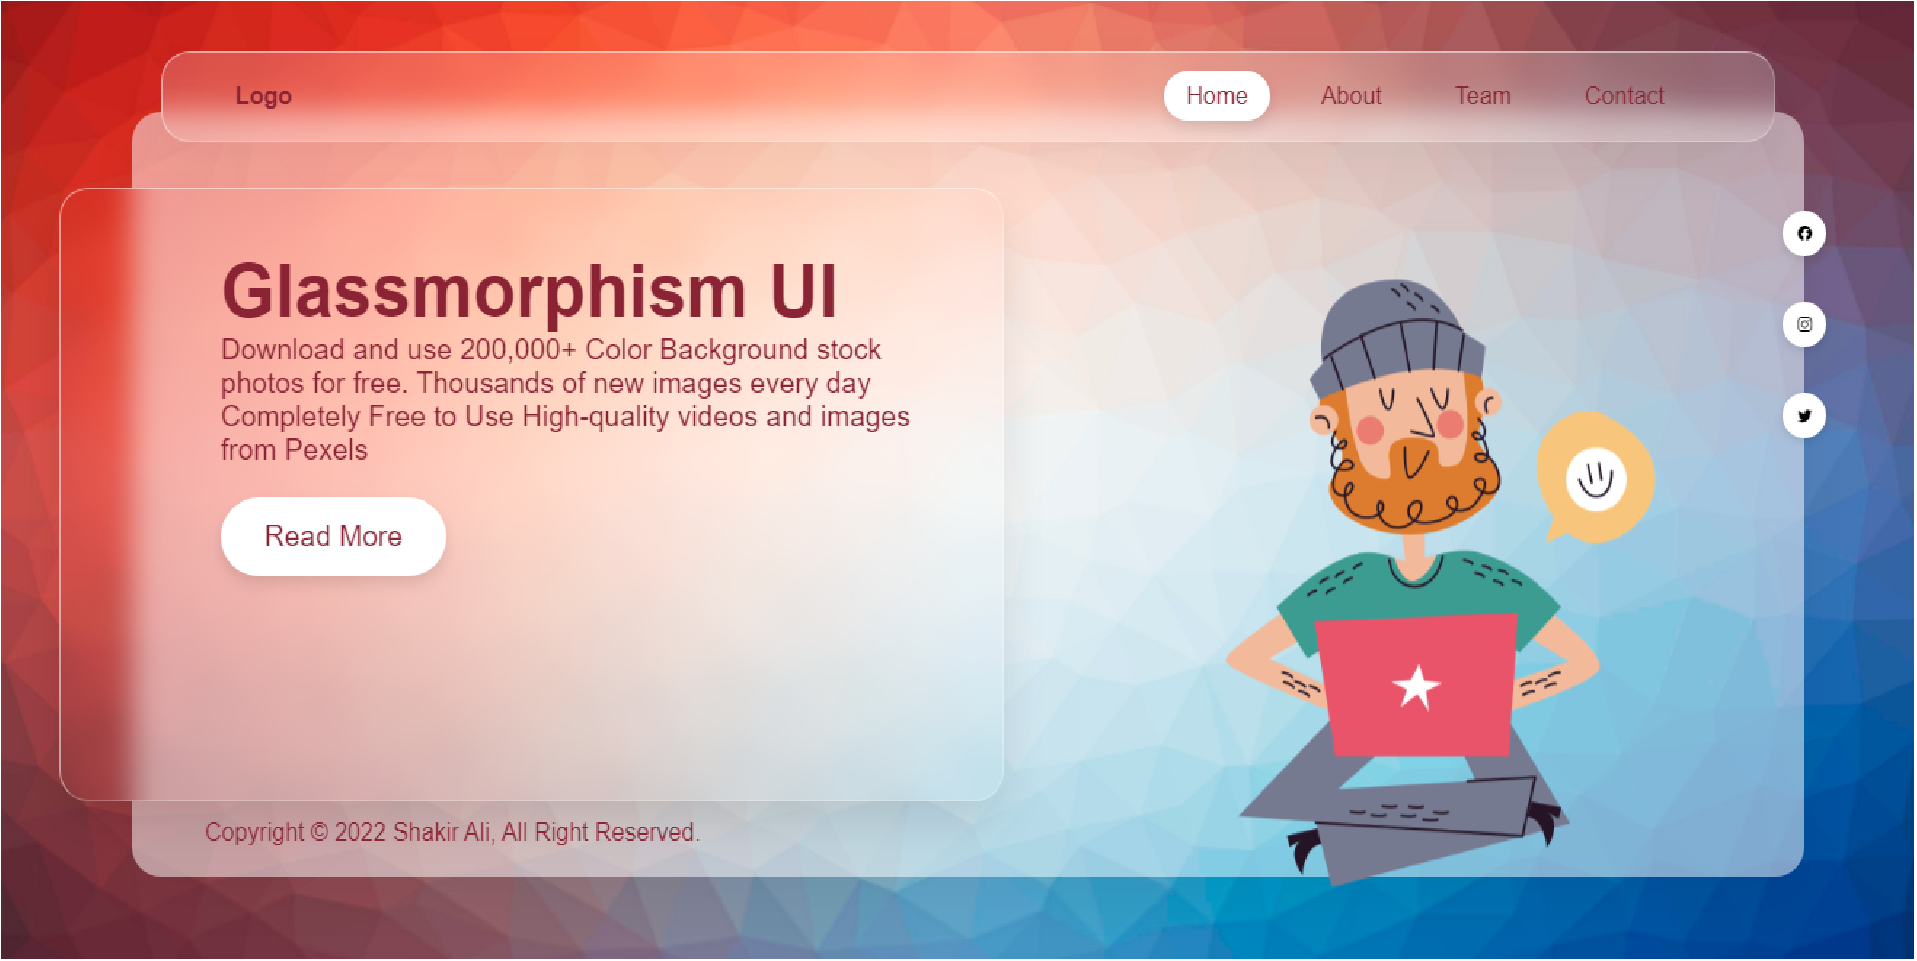 Logo
Home
About
Team
Contact
Glassmorphism UI
Download and use 200,000+ Color Background stock
photos for free. Thousands of new images every day
Completely Free to Use High-quality videos and images
from Pexels
Read More
Copyright © 2022 Shakir Ali, All Right Reserved.